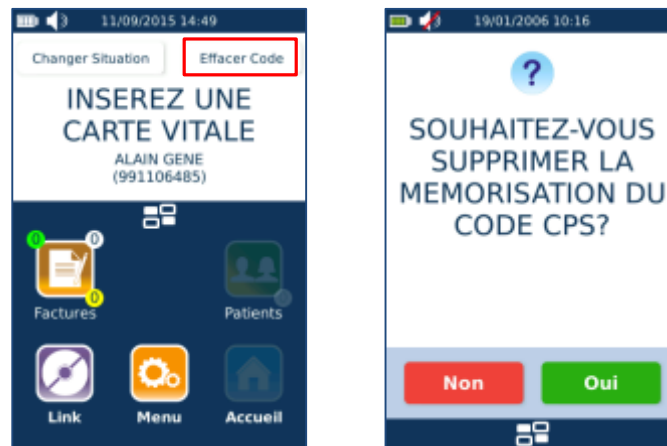 11/09/2015 14:49
Changer Situation
Effacer Code
INSEREZ UNE
CARTE VITALE
ALAIN GENE
(991106485)
0
0
0
Factures
Patients
Link
Menu
Accueil
19/01/2006 10:16
?
SOUHAITEZ-VOUS
SUPPRIMER LA
MEMORISATION DU
CODE CPS?
Non
Oui